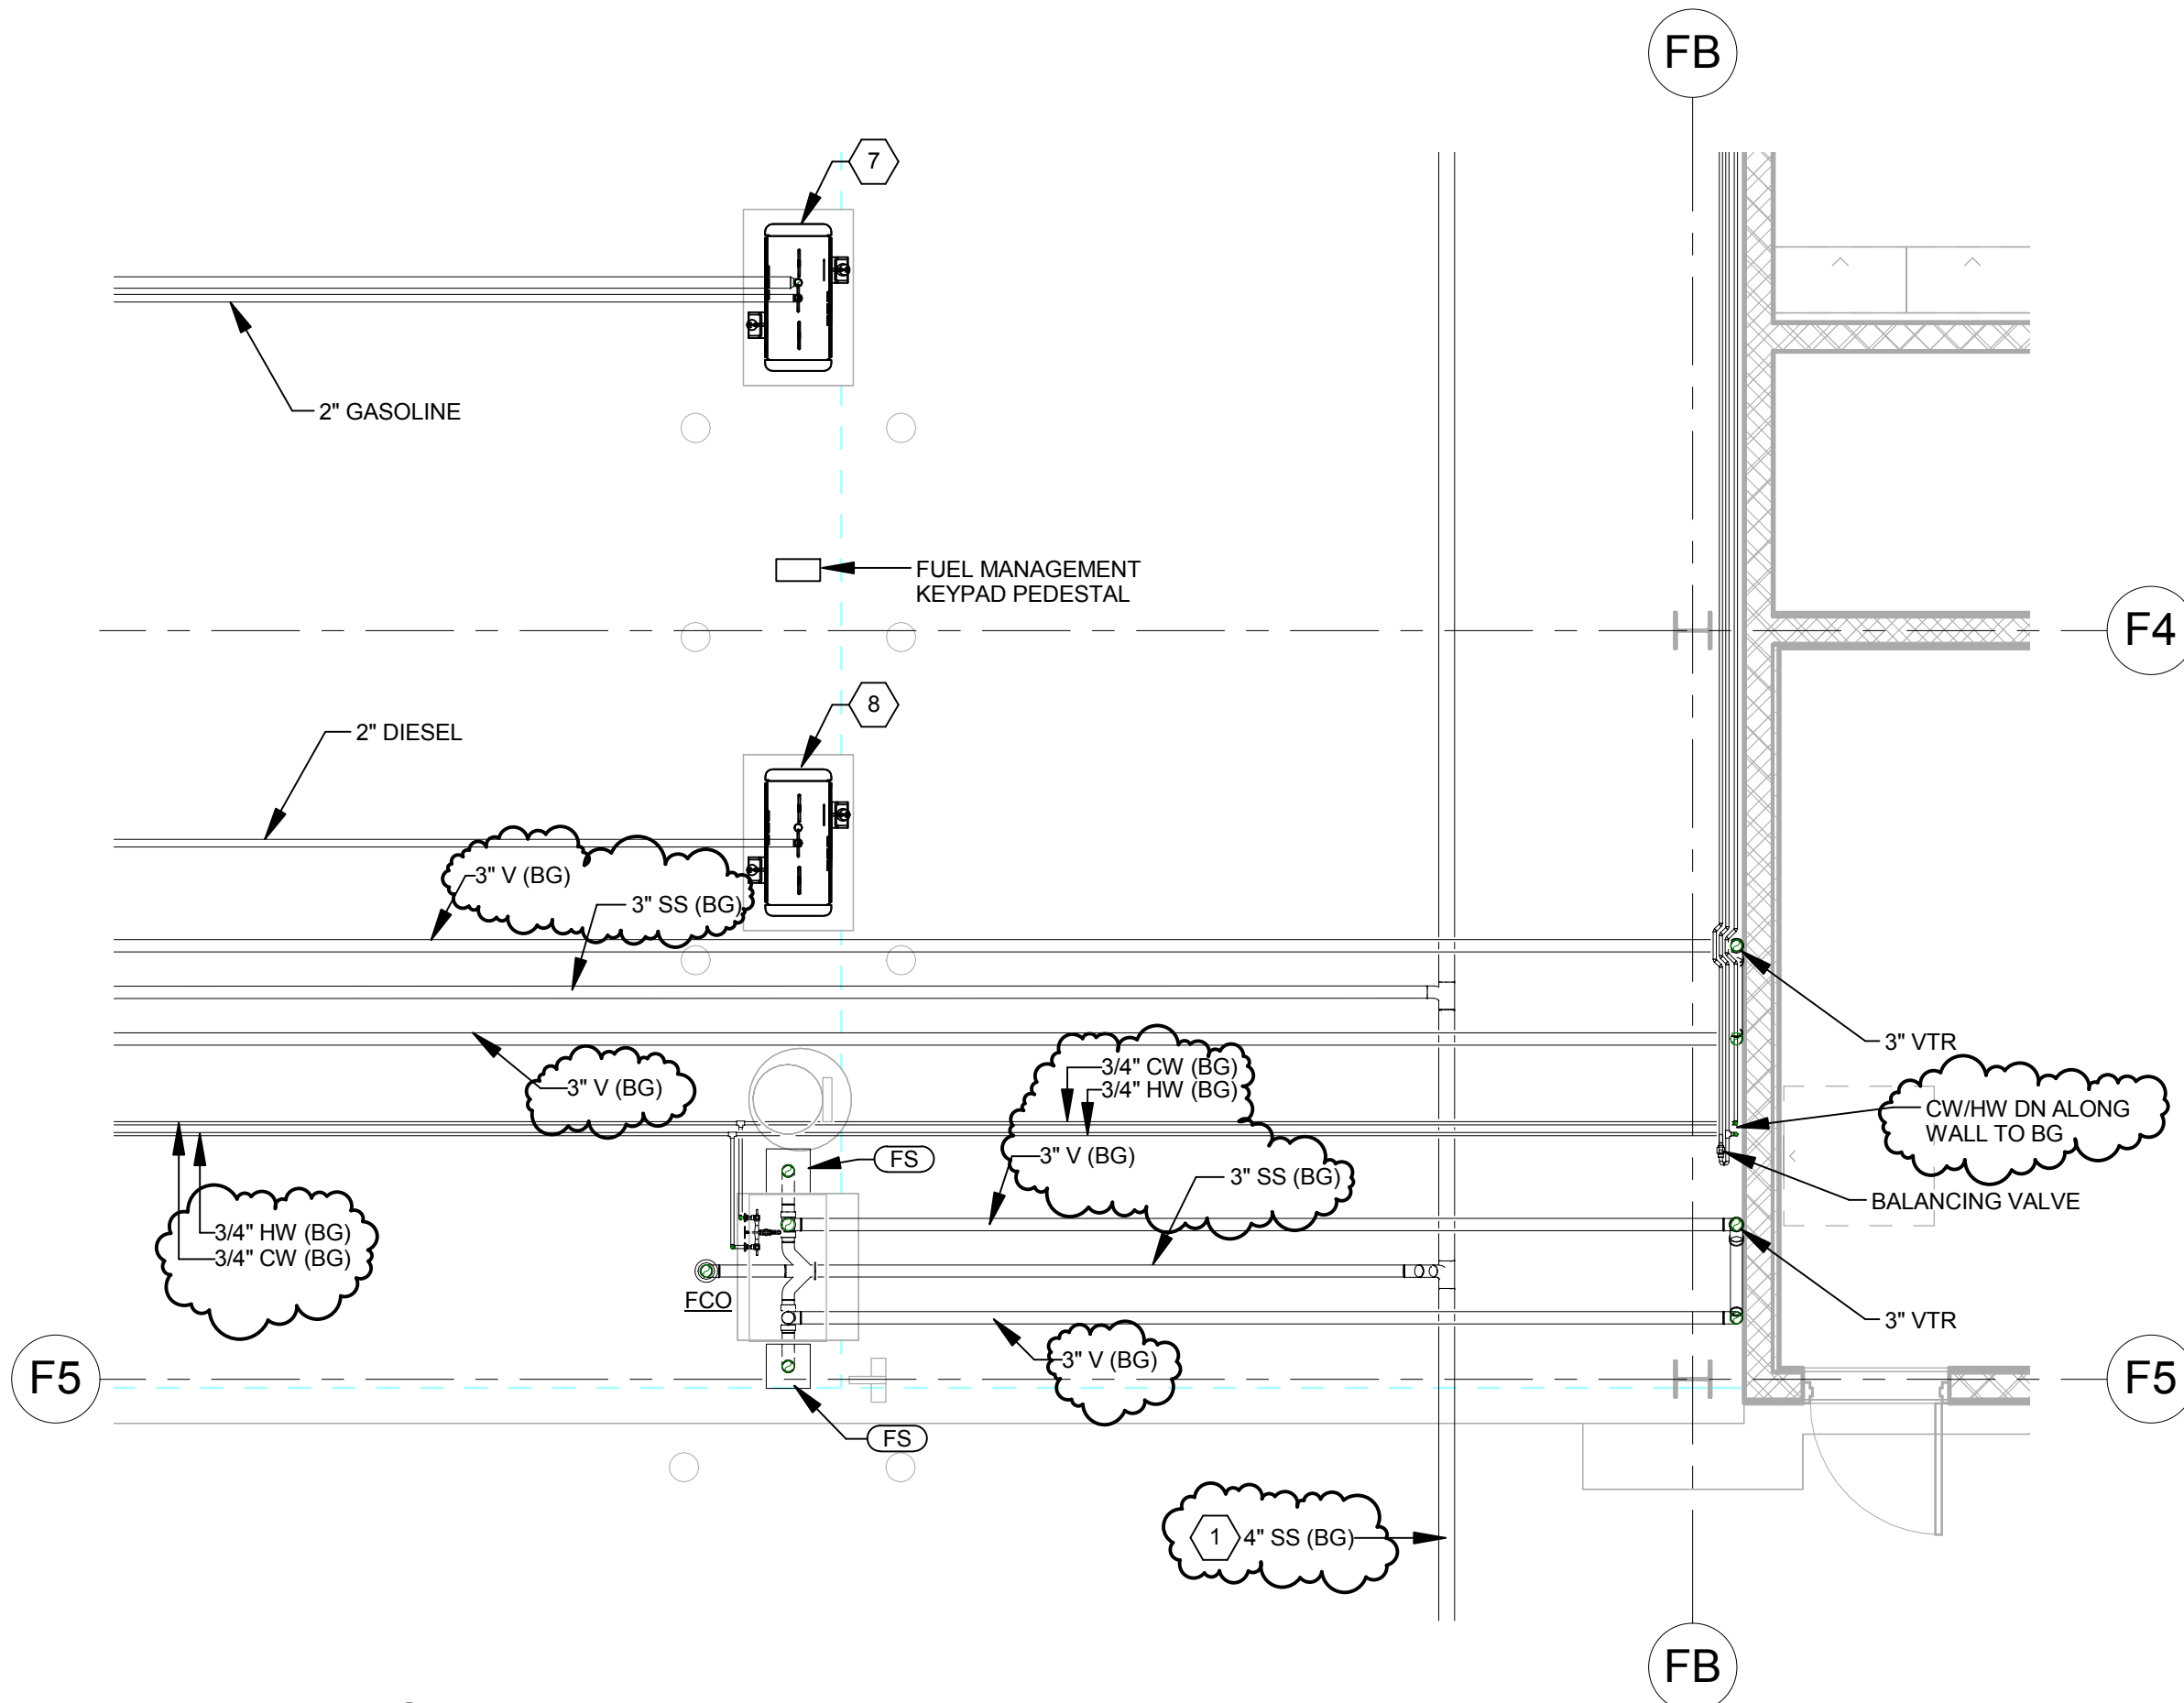 FB
7
2" GASOLINE
FUEL MANAGEMENT
KEYPAD PEDESTAL
F4
8
2" DIESEL
3" V (BG)
3" SS (BG)
3" VTR
3/4" CW (BG)
3/4" HW (BG)
3" V (BG)
CW/HW DN ALONG
WALL TO BG
3" V (BG)
FS
3" SS (BG)
BALANCING VALVE
3/4" HW (BG)
3/4" CW (BG)
FCO
3" VTR
3" V (BG)
F5
F5
FS
1
4" SS (BG)
FB